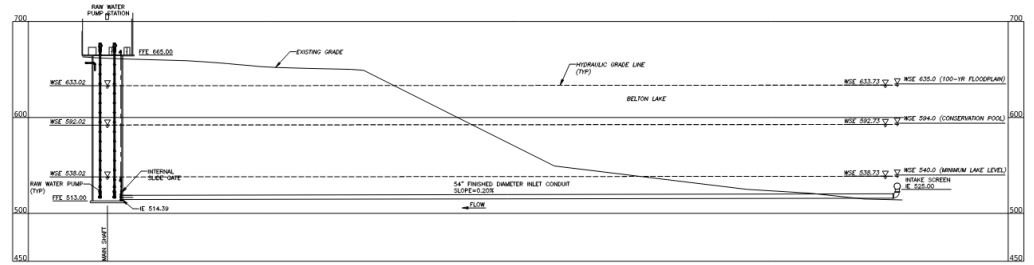 RAW WATER
PUMP STATION
700
700
FFE 665.00
EXISTING GRADE
HYDRAULIC GRADE LINE
(TYP)
WSE 633.02
WSE 633.73
WSE 635.0 (100-YR FLOODPLAIN)
BELTON LAKE
600
600
WSE 592.02
WSE 592.73
WSE 594.0 (CONSERVATION POOL)
WSE 538.02
INTERNAL
SLIDE GATE
WSE 538.73
WSE 540.0 (MINIMUM LAKE LEVEL)
RAW WATER PUMP
(TYP)
54" FINISHED DIAMETER INLET CONDUIT
SLOPE=0.20%
INTAKE SCREEN
IE 525.00
FFE 513.00
IE 514.39
FLOW
500
500
MAIN SHAFT
450
450